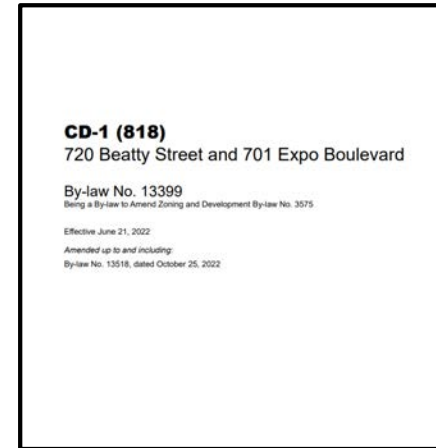 CD-1 (818)
720 Beatty Street and 701 Expo Boulevard
By-law No. 13399
Being a By-law to Amend Zoning and Development By-law No. 3575
Effective June 21, 2022
Amended up to and including:
By-law No. 13518, dated October 25, 2022